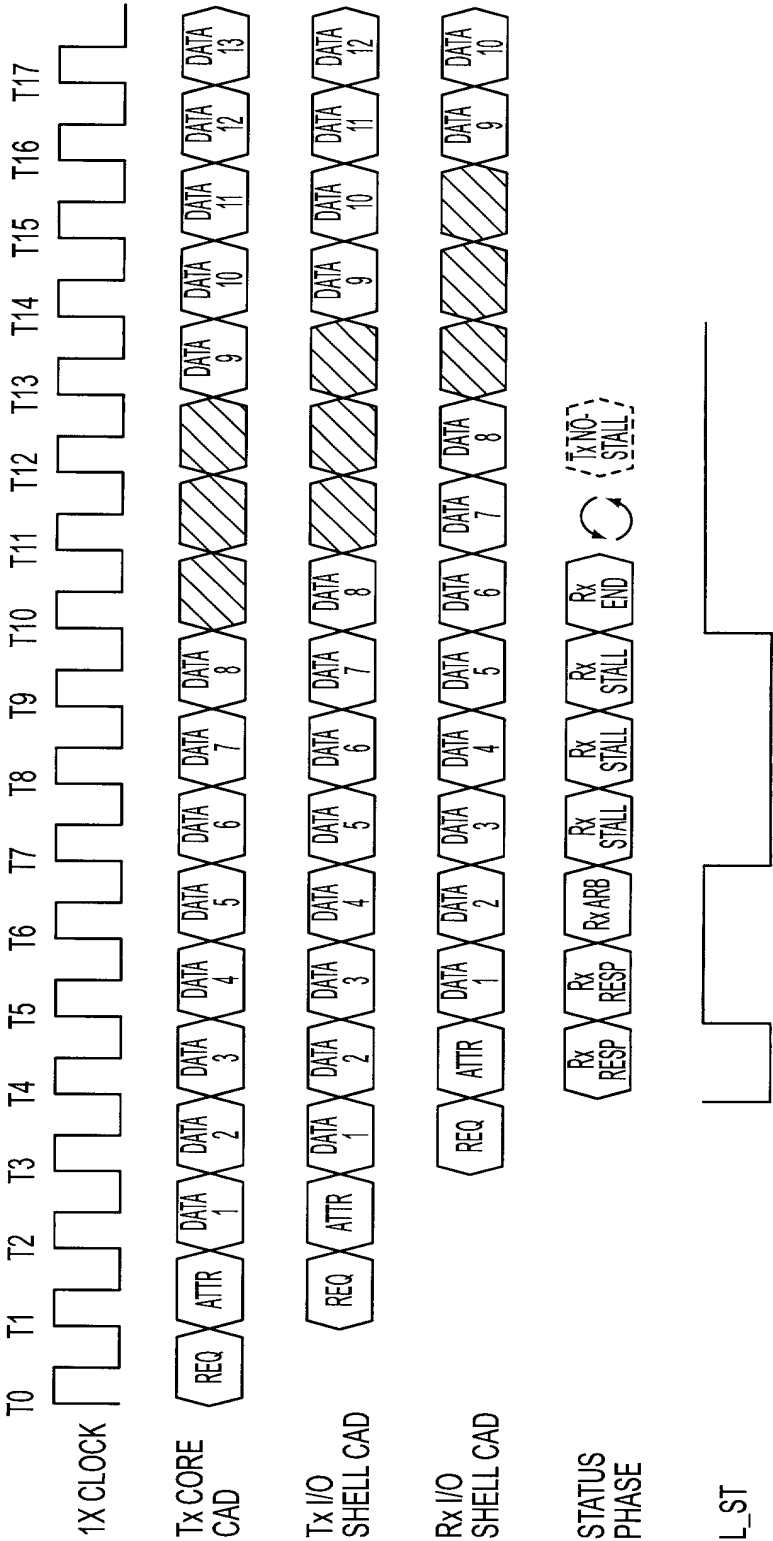 T0 T1 T2 T3 T4 T5 T6 T7 T8 T9 T10 T11 T12 T13 T14 T15 T16 T17
1X CLOCK
Tx CORE
CAD
REQ ATTR DATA 1 DATA 2 DATA 3 DATA 4 DATA 5 DATA 6 DATA 7 DATA 8 DATA 9 DATA 10 DATA 11 DATA 12 DATA 13
Tx I/O
SHELL CAD
REQ ATTR DATA 1 DATA 2 DATA 3 DATA 4 DATA 5 DATA 6 DATA 7 DATA 8 DATA 9 DATA 10 DATA 11 DATA 12
Rx I/O
SHELL CAD
REQ ATTR DATA 1 DATA 2 DATA 3 DATA 4 DATA 5 DATA 6 DATA 7 DATA 8 DATA 9 DATA 10
STATUS
PHASE
Rx RESP Rx RESP Rx ARB Rx STALL Rx STALL Rx STALL Rx END Tx NO-STALL
L_ST